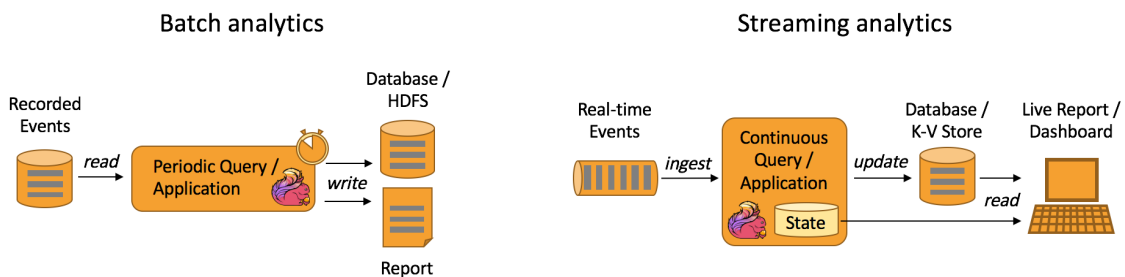 Batch analytics
Recorded
Events
read
Periodic Query /
Application
write
Database /
HDFS
Report
Streaming analytics
Real-time
Events
ingest
Continuous
Query /
Application
State
update
Database /
K-V Store
read
Live Report /
Dashboard